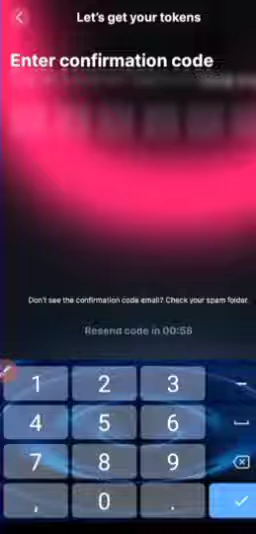 Let's get your tokens
Enter confirmation code
Don't see the confirmation code email? Check your spam folder.
Resend code in 00:58
1 2 3 -
4 5 6
7 8 9
, 0 .